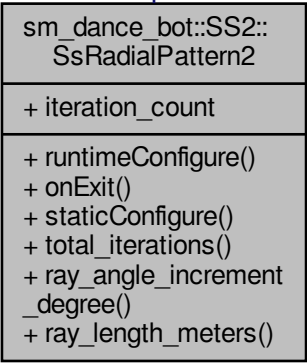 sm_dance_bot::SS2::
SsRadialPattern2
+ iteration_count
+ runtimeConfigure()
+ onExit()
+ staticConfigure()
+ total_iterations()
+ ray_angle_increment
_degree()
+ ray_length_meters()